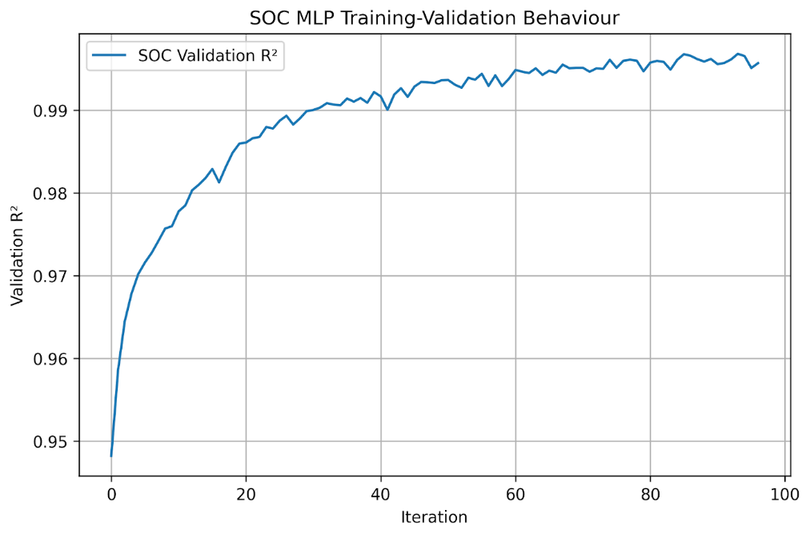 SOC MLP Training-Validation Behaviour
SOC Validation R²
0.99
0.98
0.97
0.96
0.95
Validation R²
0 20 40 60 80 100
Iteration